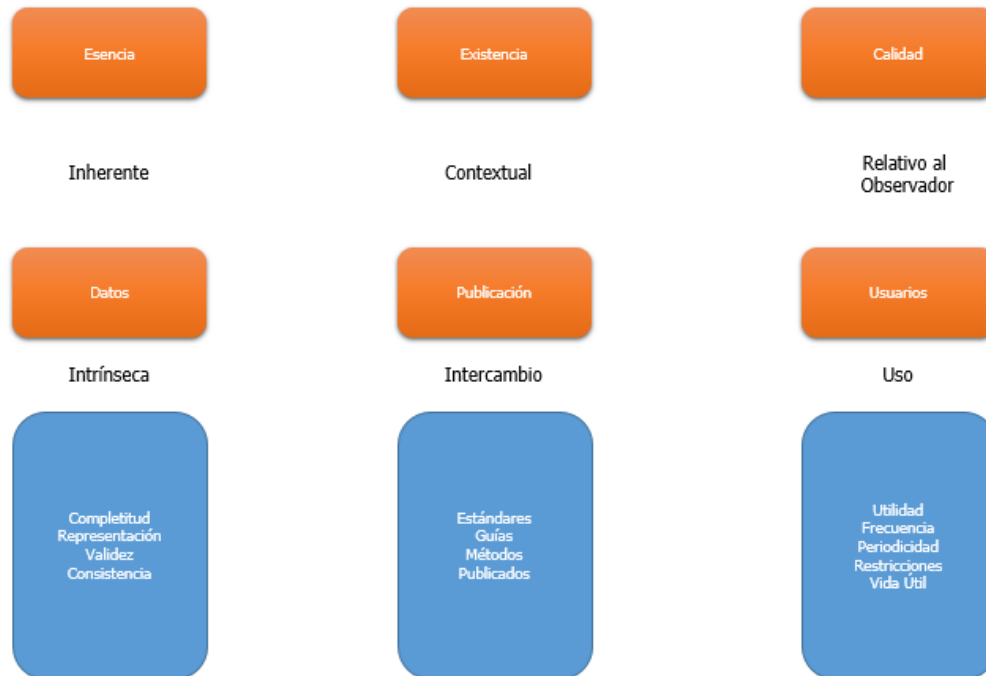 Esencia
Existencia
Calidad
Inherente
Contextual
Relativo al
Observador
Datos
Publicación
Usuarios
Intrínseca
Intercambio
Uso
Completitud
Representación
Validez
Consistencia
Estándares
Guías
Métodos
Publicados
Utilidad
Frecuencia
Periodicidad
Restricciones
Vida Útil